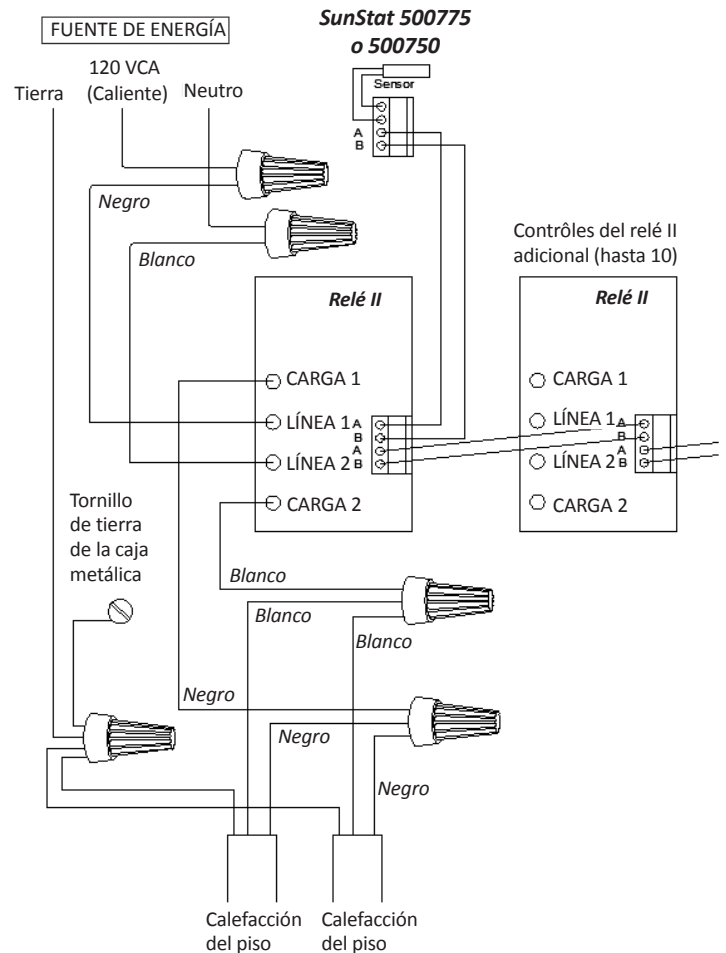 FUENTE DE ENERGÍA
SunStat 500775
o 500750
Tierra
120 VCA
(Caliente)
Neutro
Sensor
A
B
Negro
Blanco
Contrôles del relé II
adicional (hasta 10)
Relé II
CARGA 1
LÍNEA 1
LÍNEA 2
CARGA 2
A
B
A
B
Relé II
CARGA 1
LÍNEA 1
LÍNEA 2
CARGA 2
A
B
A
B
Tornillo
de tierra
de la caja
metálica
Blanco
Blanco
Blanco
Negro
Negro
Negro
Calefacción
del piso
Calefacción
del piso